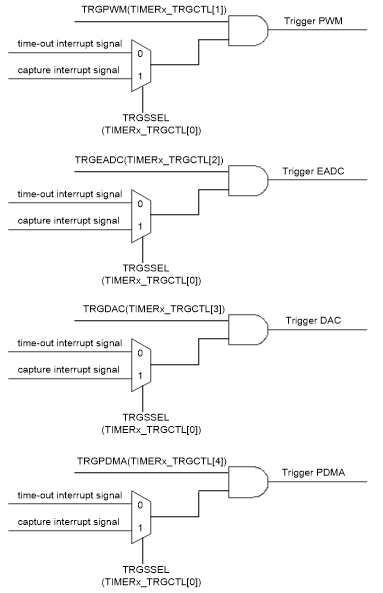 TRGPWM(TIMERx_TRGCTL[1])
Trigger PWM
time-out interrupt signal
0
capture interrupt signal
1
TRGSSEL
(TIMERx_TRGCTL[0])
TRGEADC(TIMERx_TRGCTL[2])
Trigger EADC
time-out interrupt signal
0
capture interrupt signal
1
TRGSSEL
(TIMERx_TRGCTL[0])
TRGDAC(TIMERx_TRGCTL[3])
Trigger DAC
time-out interrupt signal
0
capture interrupt signal
1
TRGSSEL
(TIMERx_TRGCTL[0])
TRGPDMA(TIMERx_TRGCTL[4])
Trigger PDMA
time-out interrupt signal
0
capture interrupt signal
1
TRGSSEL
(TIMERx_TRGCTL[0])